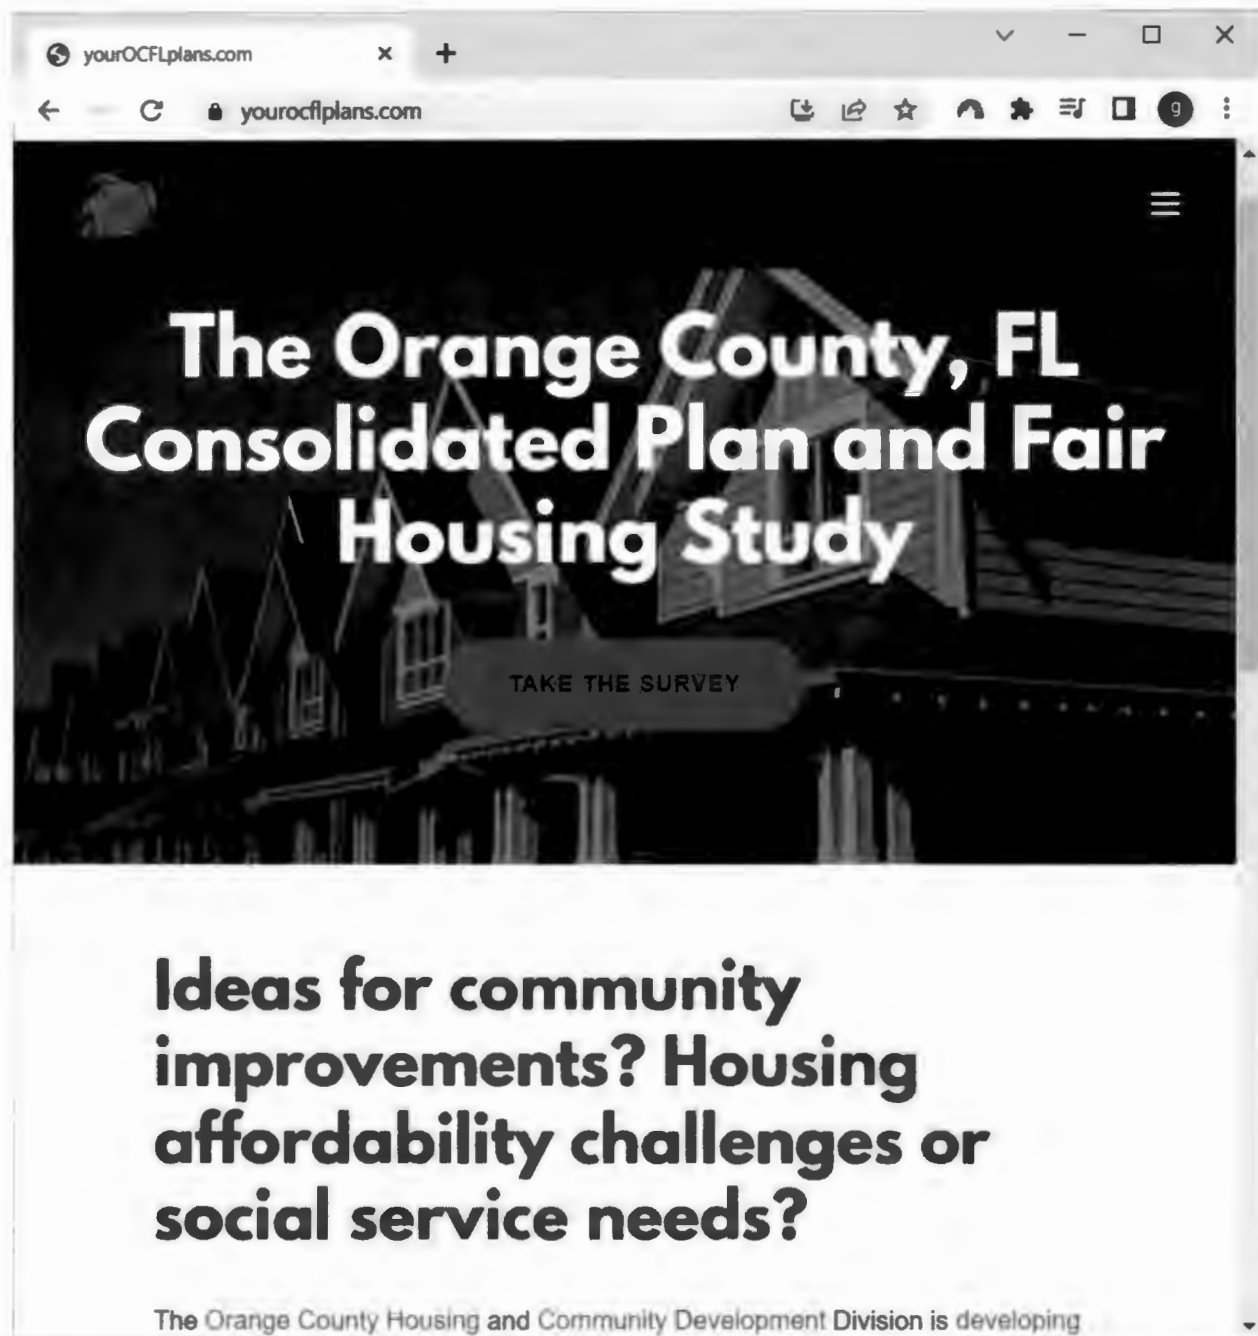 yourOCFLplans.com
yourocflplans.com
g
The Orange County, FL
Consolidated Plan and Fair
Housing Study
TAKE THE SURVEY
Ideas for community
improvements? Housing
affordability challenges or
social service needs?
The Orange County Housing and Community Development Division is developing